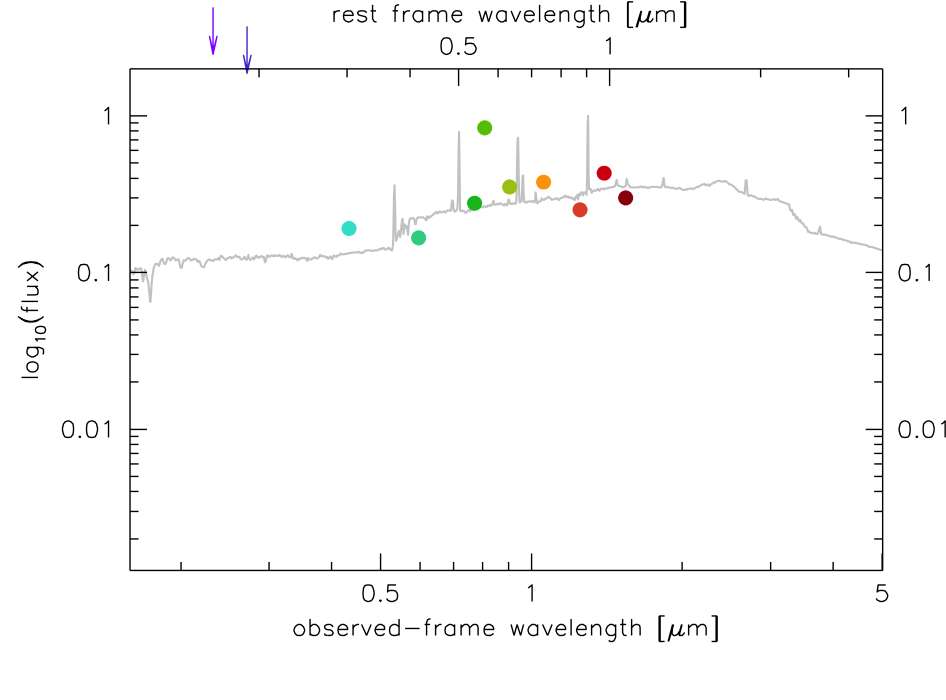 rest frame wavelength [μm]
0.5 1
1 1
0.1 0.1
0.01 0.01
log10(flux)
0.5 1 5
observed-frame wavelength [μm]